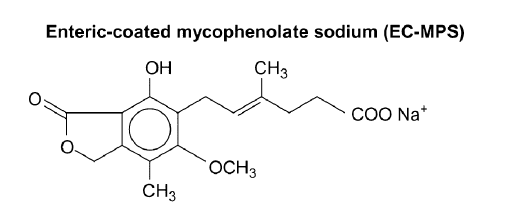 Enteric-coated mycophenolate sodium (EC-MPS)
OH
CH₃
O
COO Na⁺
O
OCH₃
CH₃